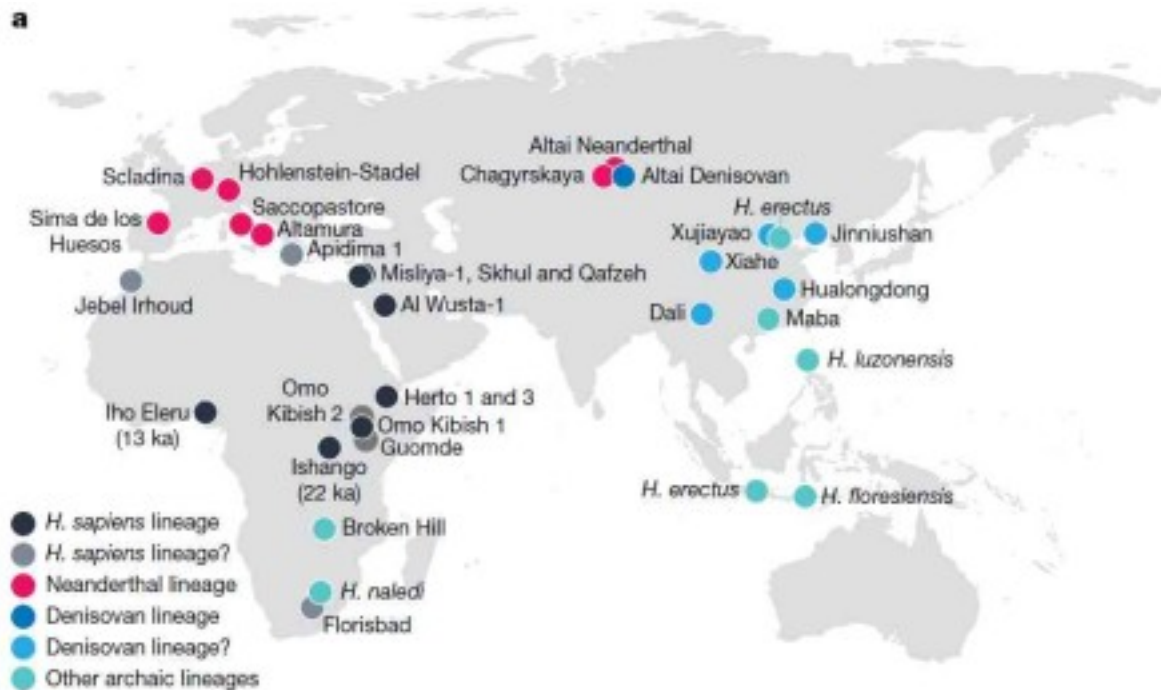 a
Altai Neanderthal
Scladina
Hohlenstein-Stadel
Chagyrskaya
Altai Denisovan
Sima de los
Huesos
Saccopastore
Altamura
Apidima 1
H. erectus
Xujiayao
Jinniushan
Xiahe
Misliya-1, Skhul and Qafzeh
Jebel Irhoud
Al Wusta-1
Hualongdong
Dali
Maba
H. luzonensis
Omo
Kibish 2
Herto 1 and 3
Iho Eleru
(13 ka)
Omo Kibish 1
Guomde
Ishango
(22 ka)
H. erectus
H. floresiensis
Broken Hill
H. naledi
Florisbad
H. sapiens lineage
H. sapiens lineage?
Neanderthal lineage
Denisovan lineage
Denisovan lineage?
Other archaic lineages